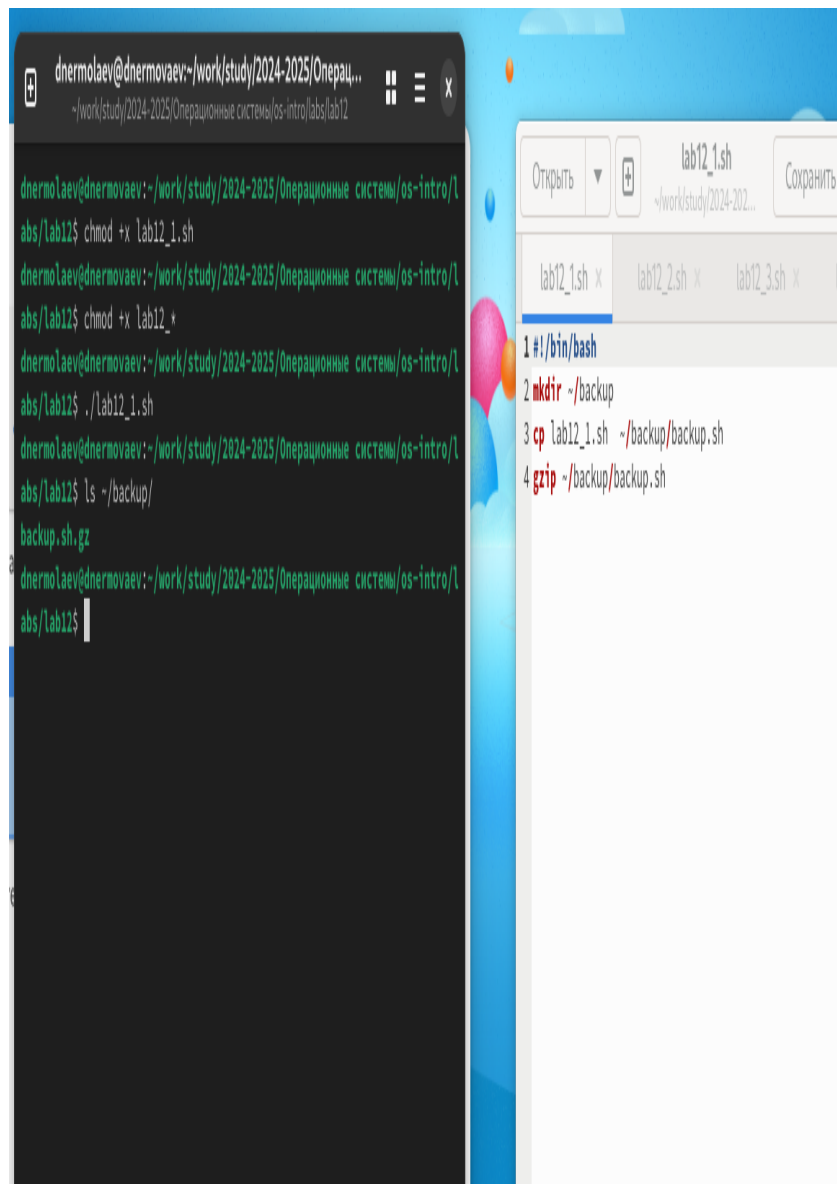 dnermolaev@dnermovaev:~/work/study/2024-2025/Операц...
~/work/study/2024-2025/Операционные системы/os-intro/labs/lab12
dnermolaev@dnermovaev:~/work/study/2024-2025/Операционные системы/os-intro/l
abs/lab12$ chmod +x lab12_1.sh
dnermolaev@dnermovaev:~/work/study/2024-2025/Операционные системы/os-intro/l
abs/lab12$ chmod +x lab12_*
dnermolaev@dnermovaev:~/work/study/2024-2025/Операционные системы/os-intro/l
abs/lab12$ ./lab12_1.sh
dnermolaev@dnermovaev:~/work/study/2024-2025/Операционные системы/os-intro/l
abs/lab12$ ls ~/backup/
backup.sh.gz
dnermolaev@dnermovaev:~/work/study/2024-2025/Операционные системы/os-intro/l
abs/lab12$
Открыть
lab12_1.sh
~/work/study/2024-202...
Сохранить
lab12_1.sh × lab12_2.sh × lab12_3.sh ×
1 #!/bin/bash
2 mkdir ~/backup
3 cp lab12_1.sh  ~/backup/backup.sh
4 gzip ~/backup/backup.sh